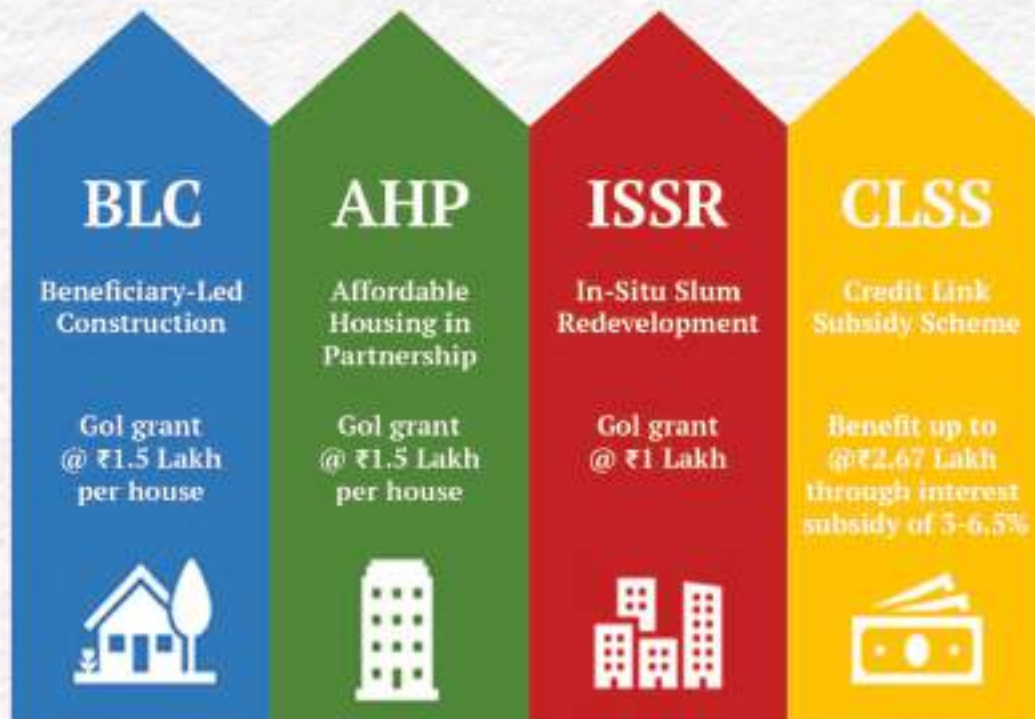 BLC
Beneficiary-Led
Construction
GoI grant
@ ₹1.5 Lakh
per house
AHP
Affordable
Housing in
Partnership
GoI grant
@ ₹1.5 Lakh
per house
ISSR
In-Situ Slum
Redevelopment
GoI grant
@ ₹1 Lakh
CLSS
Credit Link
Subsidy Scheme
Benefit up to
@₹2.67 Lakh
through interest
subsidy of 3-6.5%